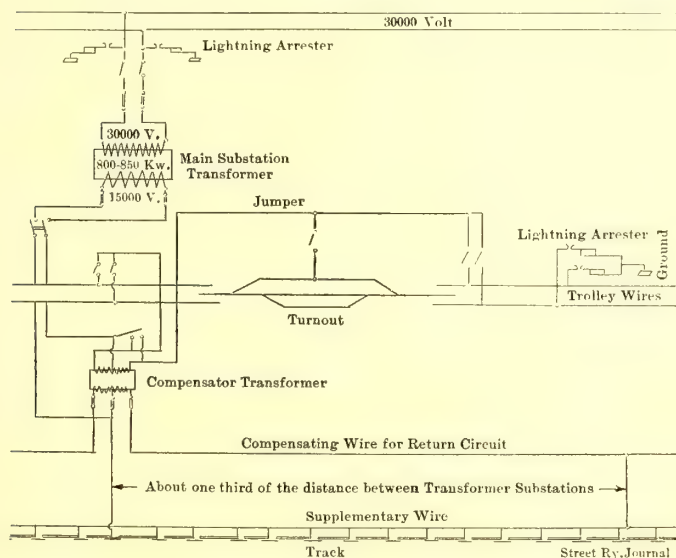 30000 Volt
Lightning Arrester
30000 V.
800-850 Kw.
Main Substation
Transformer
15000 V.
Jumper
Lightning Arrester
Ground
Trolley Wires
Turnout
Compensator Transformer
Compensating Wire for Return Circuit
About one third of the distance between Transformer Substations
Supplementary Wire
Track
Street Ry.Journal